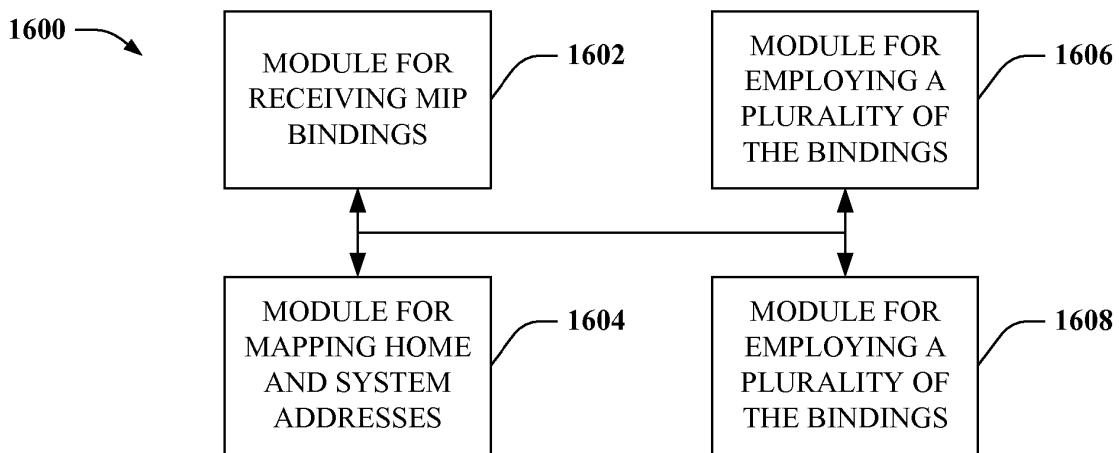 1600
MODULE FOR
RECEIVING MIP
BINDINGS
1602
MODULE FOR
EMPLOYING A
PLURALITY OF
THE BINDINGS
1606
MODULE FOR
MAPPING HOME
AND SYSTEM
ADDRESSES
1604
MODULE FOR
EMPLOYING A
PLURALITY OF
THE BINDINGS
1608